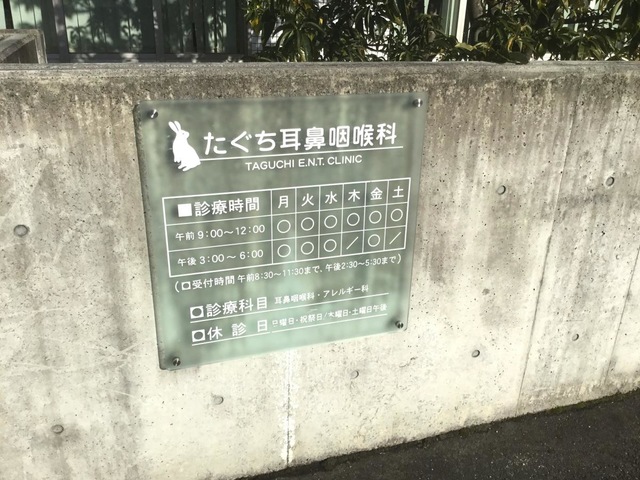 たぐち耳鼻咽喉科
TAGUCHI E.N.T. CLINIC
■診療時間 月 火 水 木 金 土
午前 9:00～12:00 ○ ○ ○ ○ ○ ○
午後 3:00～6:00 ○ ○ ○ ／ ○ ／
(□受付時間 午前8:30～11:30まで、午後2:30～5:30まで)
□診療科目 耳鼻咽喉科・アレルギー科
□休診日 日曜日・祝祭日/木曜日・土曜日午後